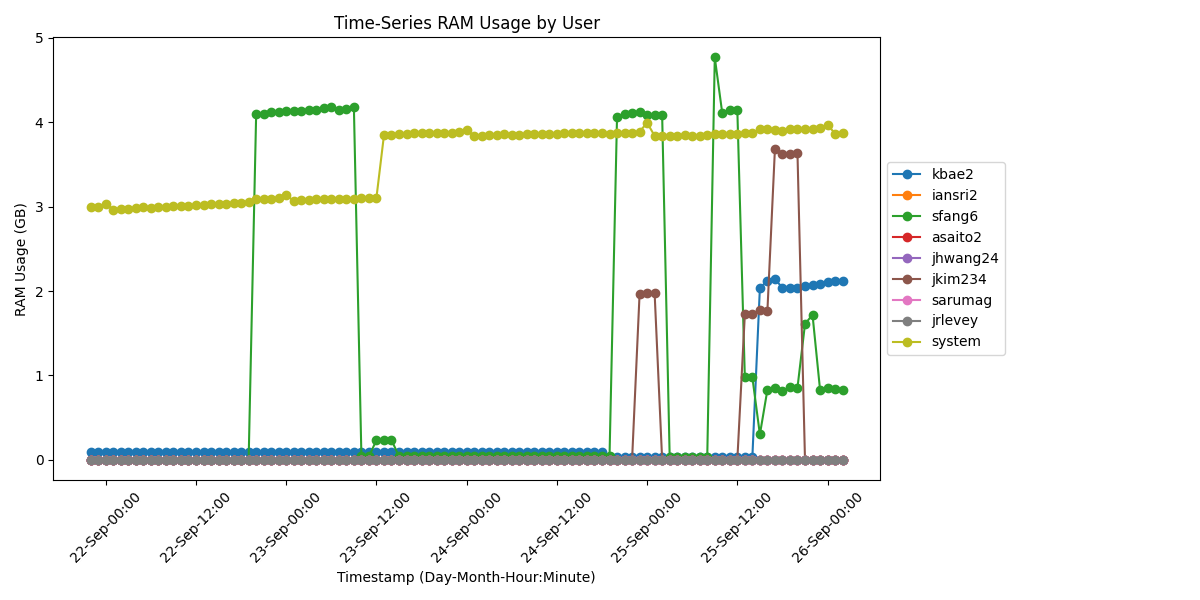 Time-Series RAM Usage by User
RAM Usage (GB)
5
4
3
2
1
0
22-Sep-00:00
22-Sep-12:00
23-Sep-00:00
23-Sep-12:00
24-Sep-00:00
24-Sep-12:00
25-Sep-00:00
25-Sep-12:00
26-Sep-00:00
Timestamp (Day-Month-Hour:Minute)
kbae2
iansri2
sfang6
asaito2
jhwang24
jkim234
sarumag
jrlevey
system